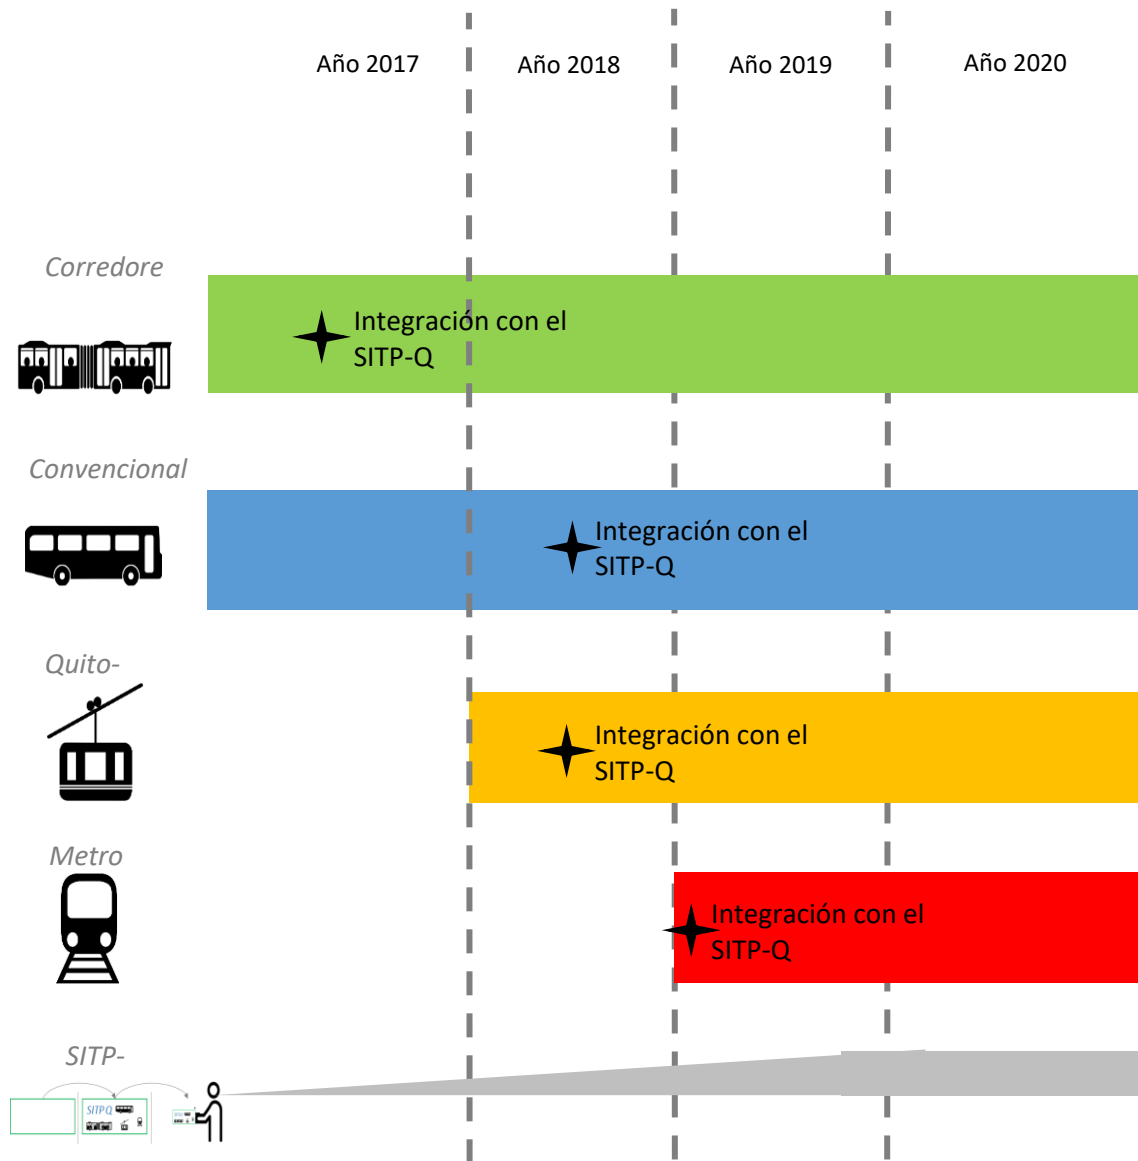 Año 2017
Año 2018
Año 2019
Año 2020
Corredore
Integración con el
SITP-Q
Convencional
Integración con el
SITP-Q
Quito-
Integración con el
SITP-Q
Metro
Integración con el
SITP-Q
SITP-
SITP Q